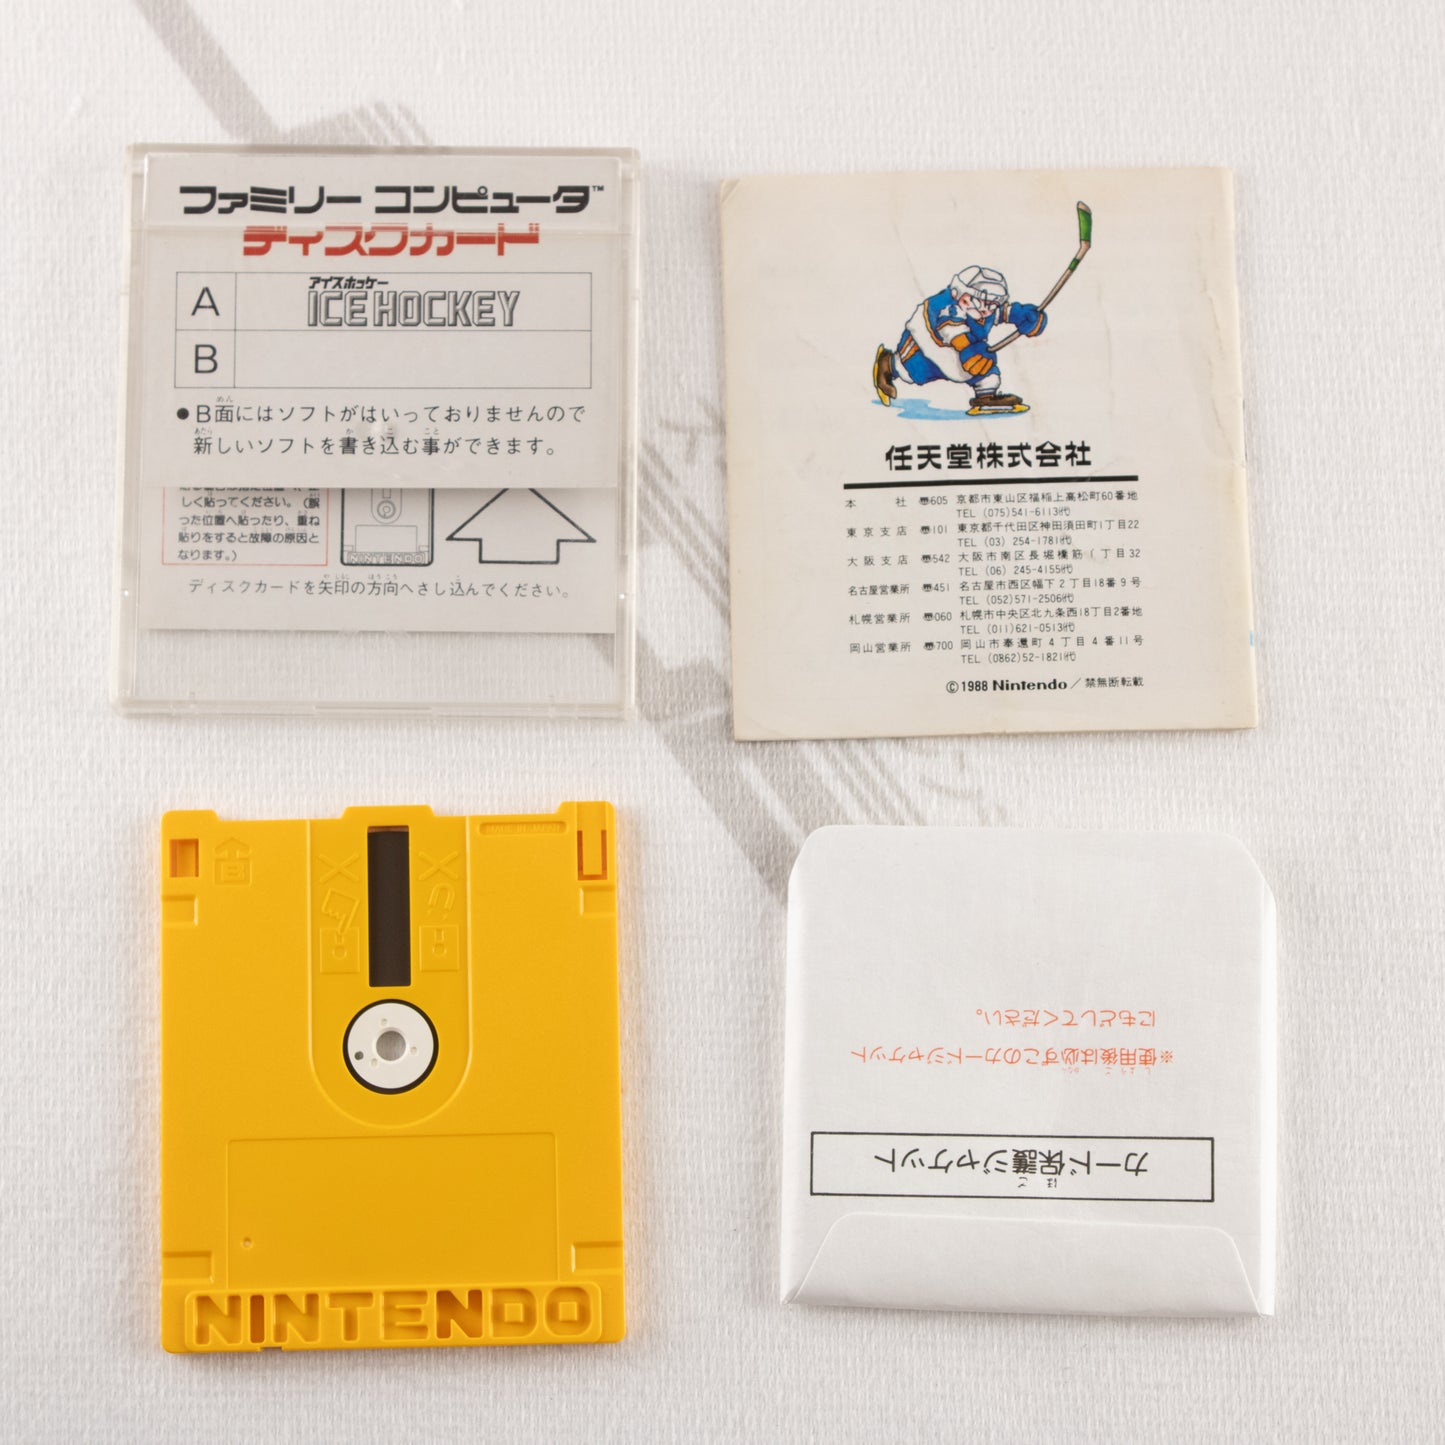 ファミリー コンピュータ™
ディスクカード
A
アイスホッケー
ICE HOCKEY
B
●B面にはソフトがはいっておりませんので
新しいソフトを書き込む事ができます。
しく貼ってください。(誤
った位置へ貼ったり、重ね
貼りをすると故障の原因と
なります。)
NINTENDO
ディスクカードを矢印の方向へさし込んでください。
任天堂株式会社
本社 〠605 京都市東山区福稲上高松町60番地
TEL (075)541-6113代
東京支店 〠101 東京都千代田区神田須田町1丁目22
TEL (03) 254-1781代
大阪支店 〠542 大阪市南区長堀橋筋1丁目32
TEL (06) 245-4155代
名古屋営業所 〠451 名古屋市西区幅下2丁目18番9号
TEL (052)571-2506代
札幌営業所 〠060 札幌市中央区北九条西18丁目2番地
TEL (011)621-0513代
岡山営業所 〠700 岡山市奉還町4丁目4番11号
TEL (0862)52-1821代
©1988 Nintendo/禁無断転載
B
MADE IN JAPAN
NINTENDO
カード保護ジャケット
※使用後は必ずこのカードジャケット
にもどしてください。